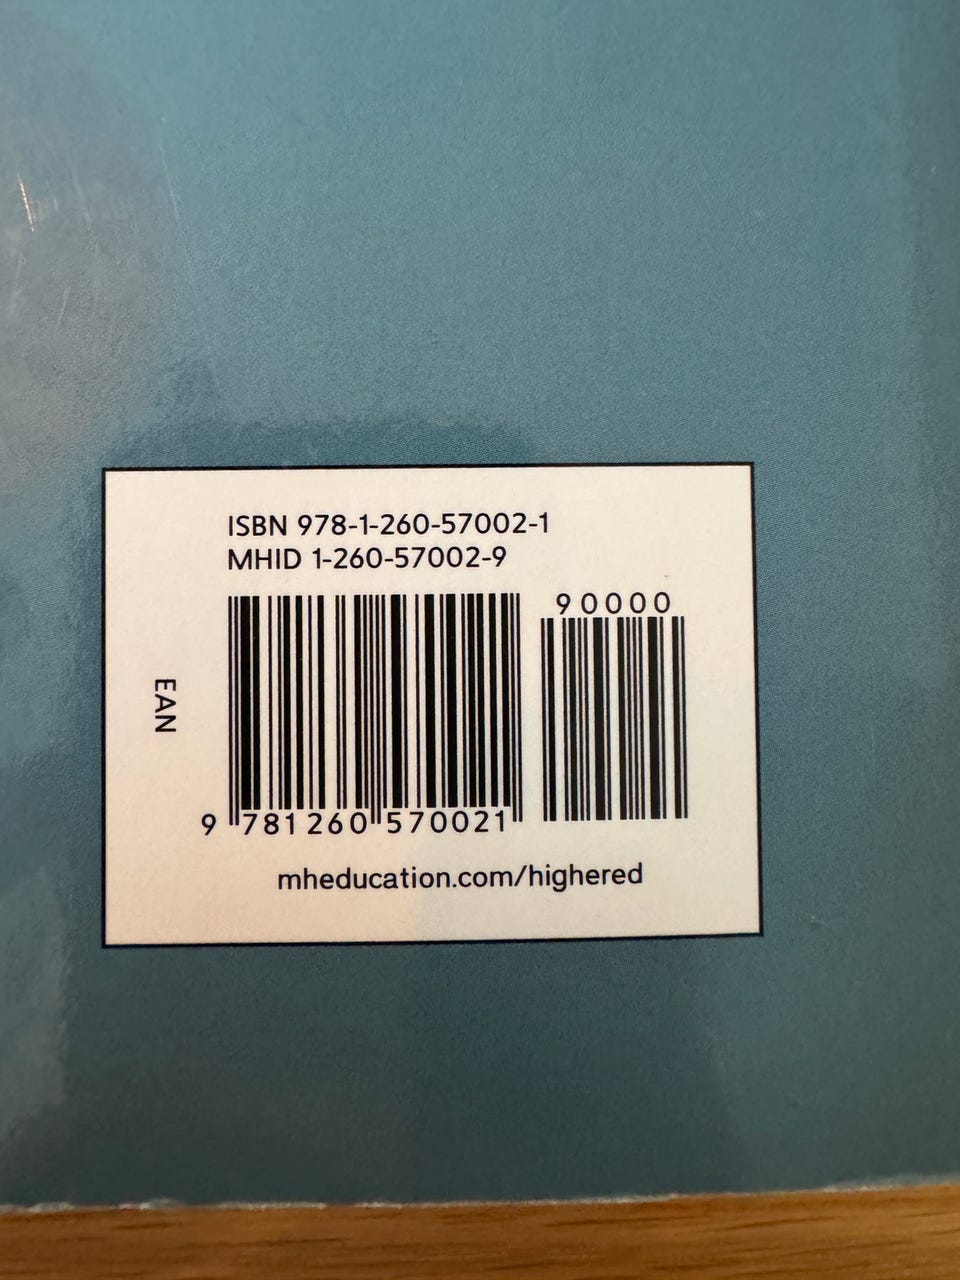 ISBN 978-1-260-57002-1
MHID 1-260-57002-9
90000
EAN
9 781260 570021
mheducation.com/highered